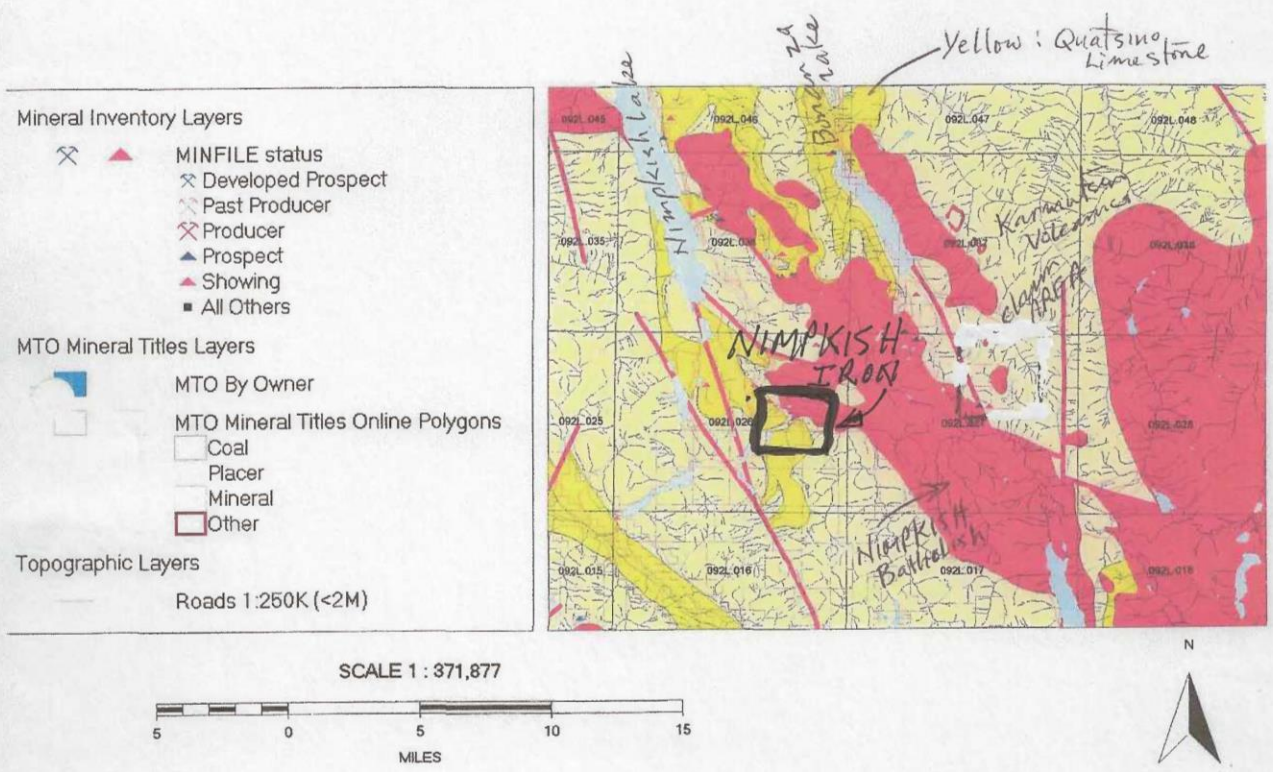 Mineral Inventory Layers
MINFILE status
Developed Prospect
Past Producer
Producer
Prospect
Showing
All Others
MTO Mineral Titles Layers
MTO By Owner
MTO Mineral Titles Online Polygons
Coal
Placer
Mineral
Other
Topographic Layers
Roads 1:250K (<2M)
Nimpkish Lake
Bonanza
Lake
Yellow : Quatsino
Limestone
092L.045
092L.046
092L.047
092L.048
Karmutsen
Volcanics
092L.035
092L.036
092L.037
092L.038
claim
AREA
NIMPKISH
IRON
092L.025
092L.026
092L.027
092L.028
NIMPKISH
Batholith
092L.015
092L.016
092L.017
092L.018
SCALE 1 : 371,877
5 0 5 10 15
MILES
N